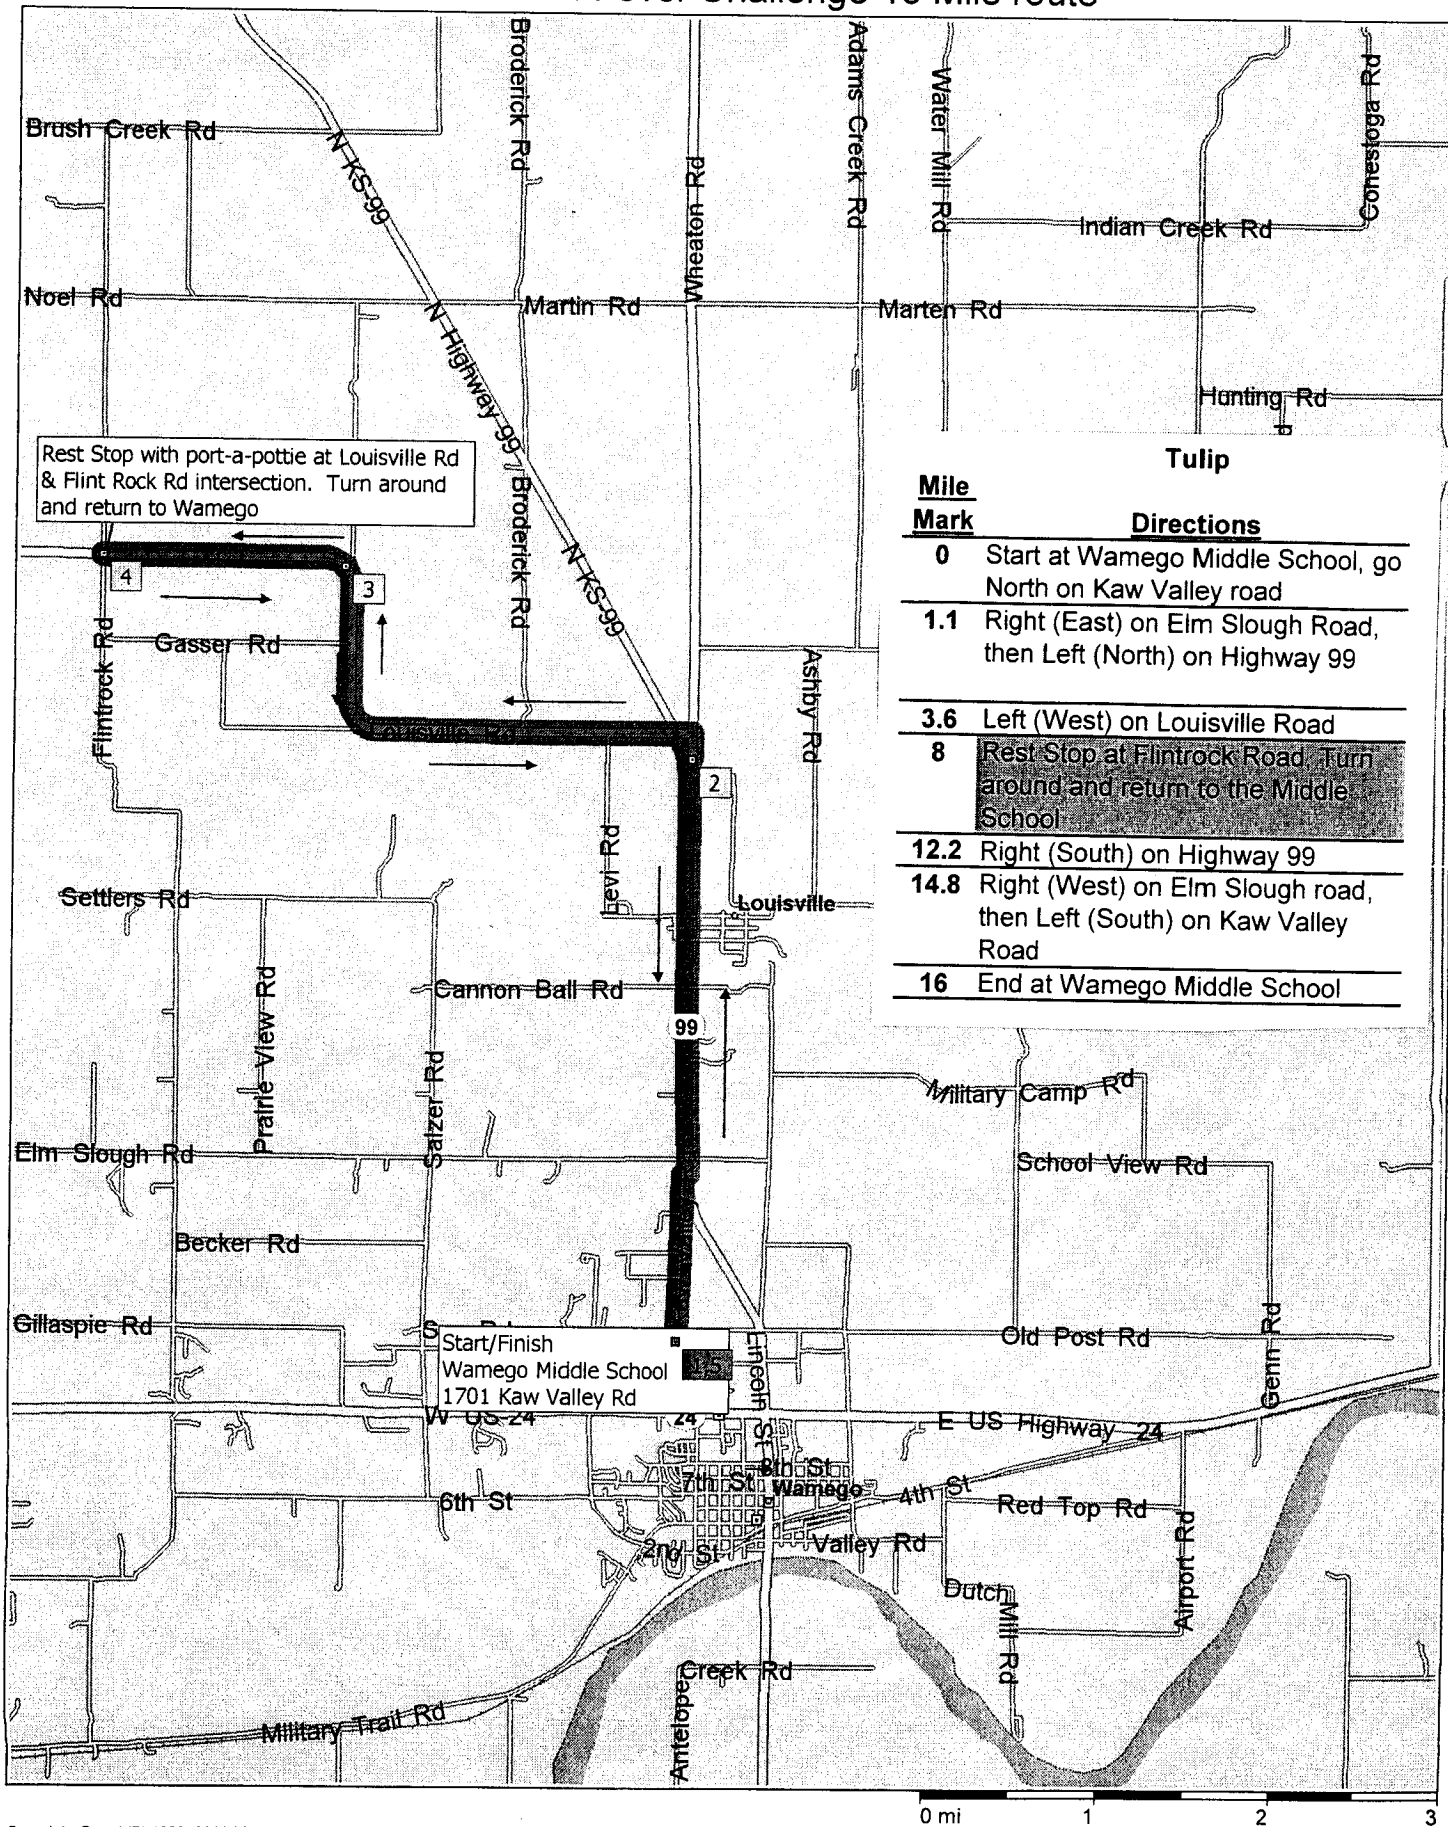 Challenge
route
Broderick Rd
Adams Creek Rd
Water Mill Rd
Conestoga Rd
Brush Creek Rd
N KS-99
Wheaton Rd
Indian Creek Rd
Noel Rd
Martin Rd
Marten Rd
N Highway 99
Hunting Rd
Rest Stop with port-a-pottie at Louisville Rd
& Flint Rock Rd intersection. Turn around
and return to Wamego
Tulip
Mile
Mark Directions
0 Start at Wamego Middle School, go
North on Kaw Valley road
1.1 Right (East) on Elm Slough Road,
then Left (North) on Highway 99
3.6 Left (West) on Louisville Road
8 Rest Stop at Flintrock Road. Turn
around and return to the Middle
School
12.2 Right (South) on Highway 99
14.8 Right (West) on Elm Slough road,
then Left (South) on Kaw Valley
Road
16 End at Wamego Middle School
Broderick Rd
N KS-99
4
3
Flintrock Rd
Gasser Rd
Ashby Rd
Louisville Rd
2
Levi Rd
Settlers Rd
Louisville
Prairie View Rd
Cannon Ball Rd
99
Salzer Rd
Military Camp Rd
Elm Slough Rd
School View Rd
Becker Rd
Gillaspie Rd
Start/Finish
Wamego Middle School
1701 Kaw Valley Rd
1.5
Lincoln St
Old Post Rd
Genn Rd
W US-24
24
E US Highway 24
8th St
7th St
Wamego
6th St
4th St
Red Top Rd
2nd St
Valley Rd
Airport Rd
Dutch Mill Rd
Antelope Creek Rd
Military Trail Rd
0 mi 1 2 3